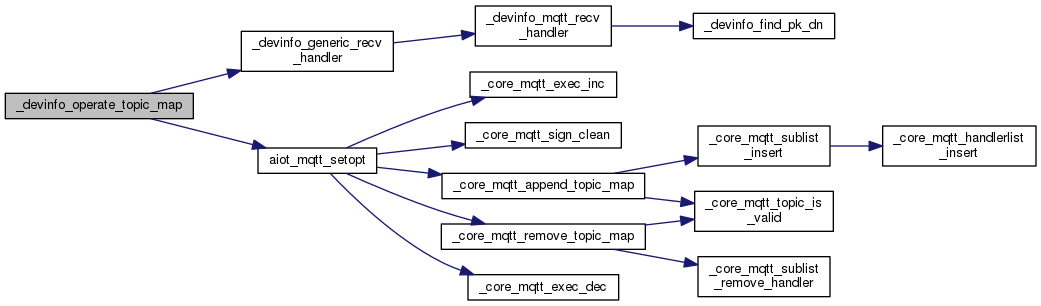 _devinfo_operate_topic_map
_devinfo_generic_recv
_handler
_devinfo_mqtt_recv
_handler
_devinfo_find_pk_dn
aiot_mqtt_setopt
_core_mqtt_exec_inc
_core_mqtt_sign_clean
_core_mqtt_append_topic_map
_core_mqtt_sublist
_insert
_core_mqtt_handlerlist
_insert
_core_mqtt_topic_is
_valid
_core_mqtt_remove_topic_map
_core_mqtt_sublist
_remove_handler
_core_mqtt_exec_dec